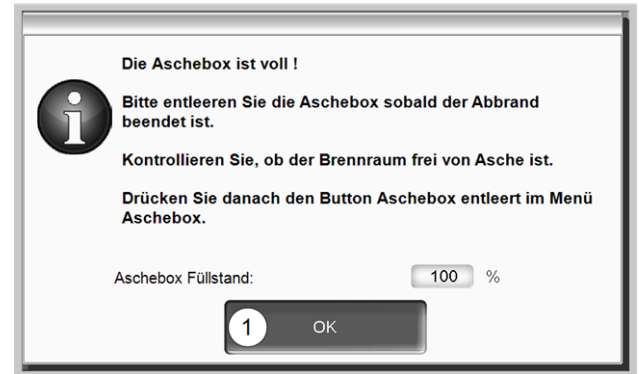 Die Aschebox ist voll !
Bitte entleeren Sie die Aschebox sobald der Abbrand
beendet ist.
Kontrollieren Sie, ob der Brennraum frei von Asche ist.
Drücken Sie danach den Button Aschebox entleert im Menü
Aschebox.
Aschebox Füllstand: 100 %
1 OK